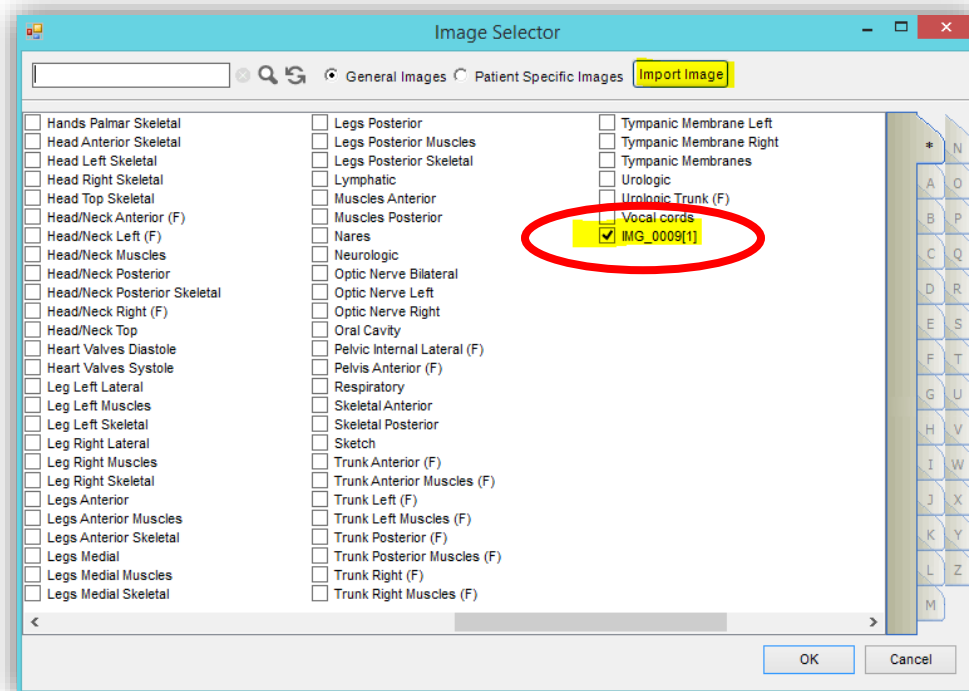 Image Selector
General Images Patient Specific Images Import Image
Hands Palmar Skeletal
Head Anterior Skeletal
Head Left Skeletal
Head Right Skeletal
Head Top Skeletal
Head/Neck Anterior (F)
Head/Neck Left (F)
Head/Neck Muscles
Head/Neck Posterior
Head/Neck Posterior Skeletal
Head/Neck Right (F)
Head/Neck Top
Heart Valves Diastole
Heart Valves Systole
Leg Left Lateral
Leg Left Muscles
Leg Left Skeletal
Leg Right Lateral
Leg Right Muscles
Leg Right Skeletal
Legs Anterior
Legs Anterior Muscles
Legs Anterior Skeletal
Legs Medial
Legs Medial Muscles
Legs Medial Skeletal
Legs Posterior
Legs Posterior Muscles
Legs Posterior Skeletal
Lymphatic
Muscles Anterior
Muscles Posterior
Nares
Neurologic
Optic Nerve Bilateral
Optic Nerve Left
Optic Nerve Right
Oral Cavity
Pelvic Internal Lateral (F)
Pelvis Anterior (F)
Respiratory
Skeletal Anterior
Skeletal Posterior
Sketch
Trunk Anterior (F)
Trunk Anterior Muscles (F)
Trunk Left (F)
Trunk Left Muscles (F)
Trunk Posterior (F)
Trunk Posterior Muscles (F)
Trunk Right (F)
Trunk Right Muscles (F)
Tympanic Membrane Left
Tympanic Membrane Right
Tympanic Membranes
Urologic
Urologic Trunk (F)
Vocal cords
IMG_0009[1]
*
A
B
C
D
E
F
G
H
I
J
K
L
M
N
O
P
Q
R
S
T
U
V
W
X
Y
Z
OK Cancel